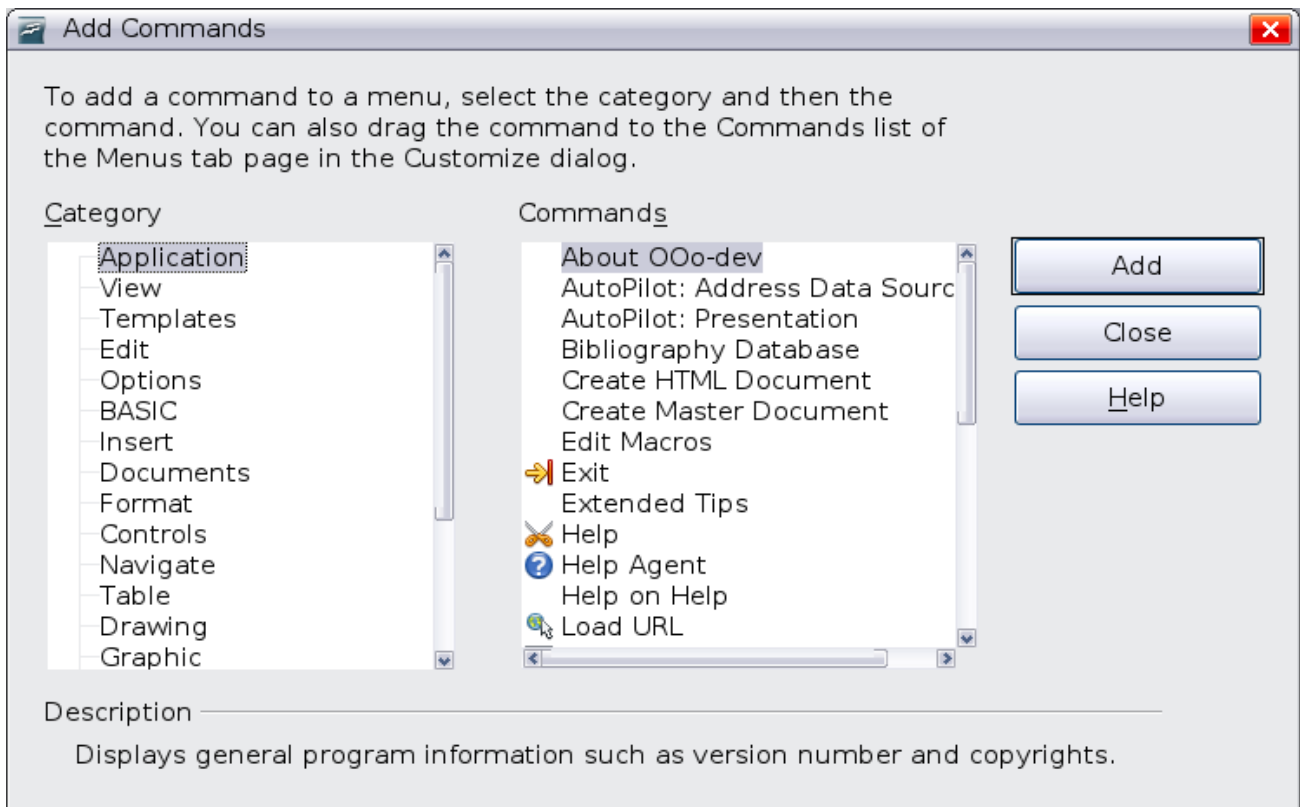 Add Commands
To add a command to a menu, select the category and then the
command. You can also drag the command to the Commands list of
the Menus tab page in the Customize dialog.
Category
Commands
Application
View
Templates
Edit
Options
BASIC
Insert
Documents
Format
Controls
Navigate
Table
Drawing
Graphic
About OOo-dev
AutoPilot: Address Data Sourc
AutoPilot: Presentation
Bibliography Database
Create HTML Document
Create Master Document
Edit Macros
Exit
Extended Tips
Help
Help Agent
Help on Help
Load URL
Add
Close
Help
Description
Displays general program information such as version number and copyrights.